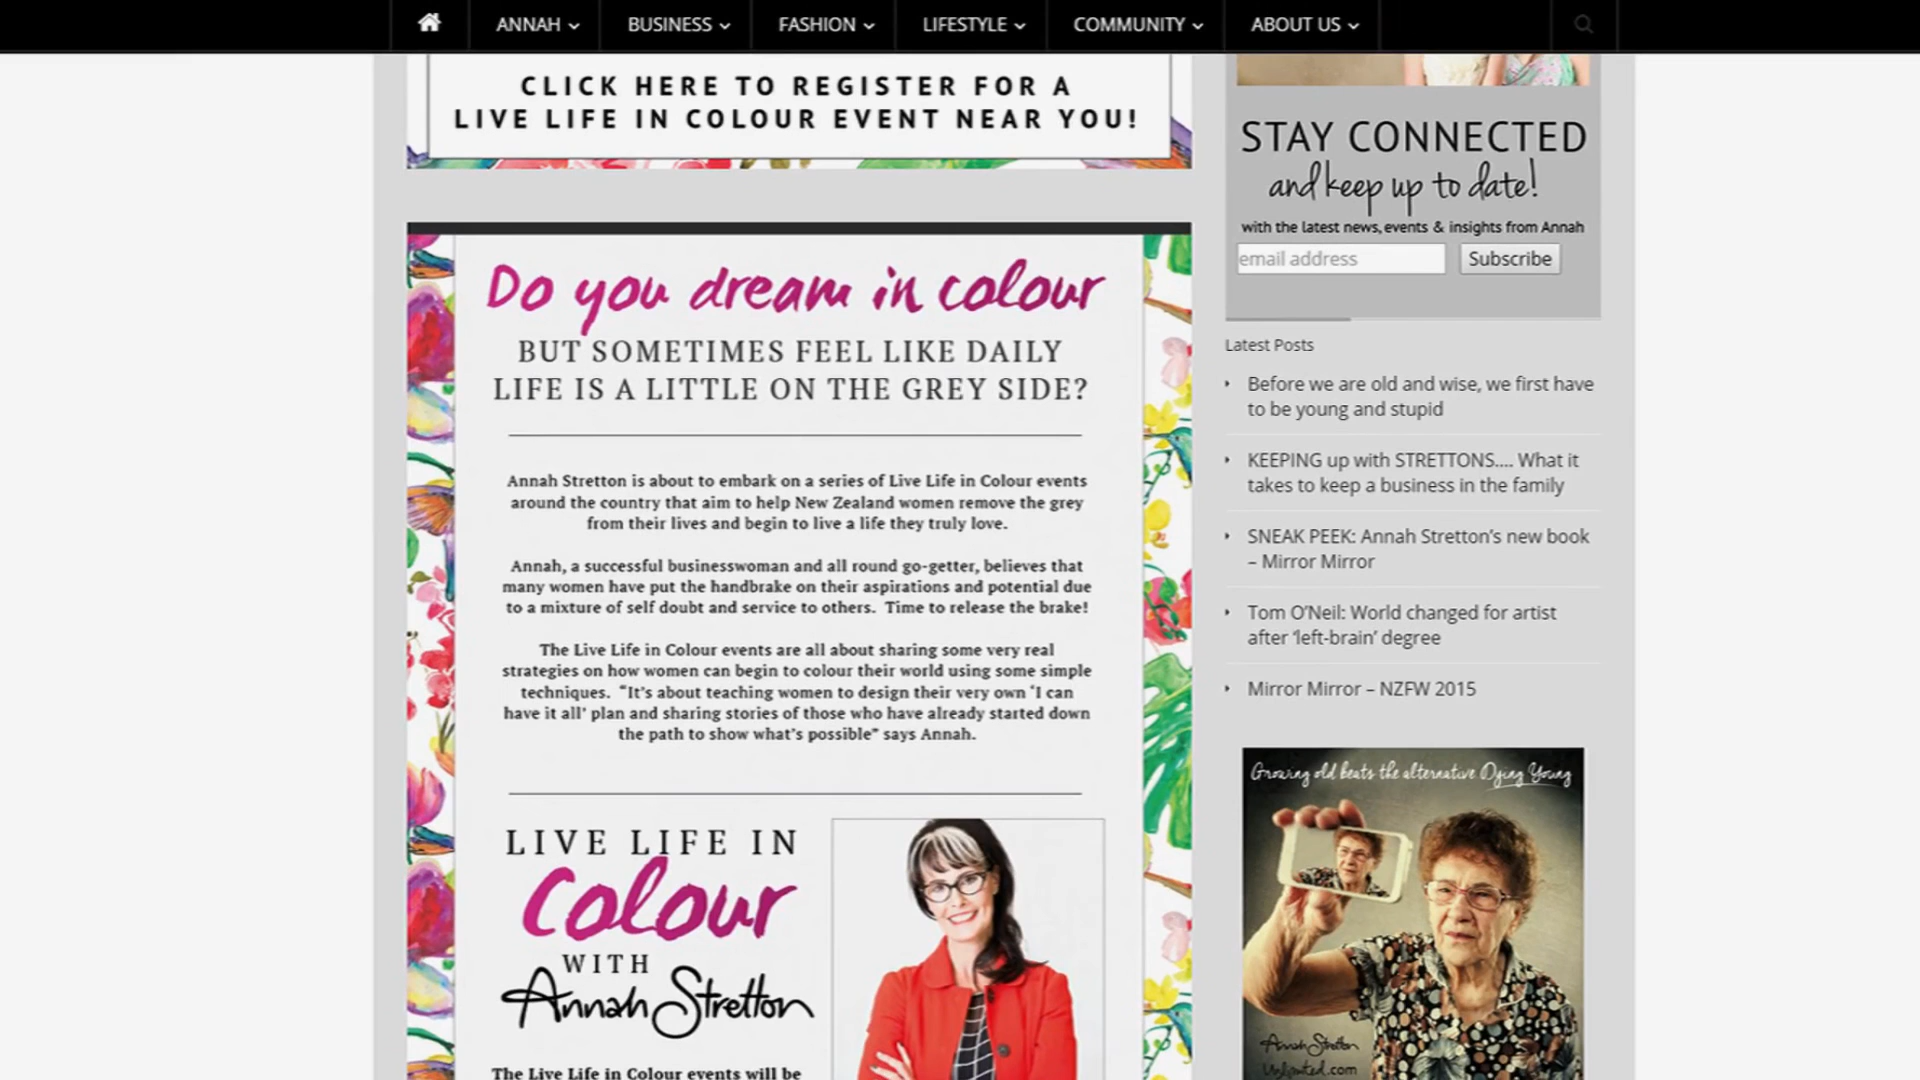 ANNAH
BUSINESS
FASHION
LIFESTYLE
COMMUNITY
ABOUT US
CLICK HERE TO REGISTER FOR A
LIVE LIFE IN COLOUR EVENT NEAR YOU!
Do you dream in colour
BUT SOMETIMES FEEL LIKE DAILY
LIFE IS A LITTLE ON THE GREY SIDE?
Annah Stretton is about to embark on a series of Live Life in Colour events
around the country that aim to help New Zealand women remove the grey
from their lives and begin to live a life they truly love.
Annah, a successful businesswoman and all round go-getter, believes that
many women have put the handbrake on their aspirations and potential due
to a mixture of self doubt and service to others. Time to release the brake!
The Live Life in Colour events are all about sharing some very real
strategies on how women can begin to colour their world using some simple
techniques. "It's about teaching women to design their very own 'I can
have it all' plan and sharing stories of those who have already started down
the path to show what's possible" says Annah.
LIVE LIFE IN
Colour
WITH
Annah Stretton
The Live Life in Colour events will be
STAY CONNECTED
and keep up to date!
with the latest news, events & insights from Annah
email address
Subscribe
Latest Posts
Before we are old and wise, we first have
to be young and stupid
KEEPING up with STRETTONS.... What it
takes to keep a business in the family
SNEAK PEEK: Annah Stretton's new book
– Mirror Mirror
Tom O'Neil: World changed for artist
after 'left-brain' degree
Mirror Mirror – NZFW 2015
Growing old beats the alternative Dying Young
Annah Stretton
Unlimited.com